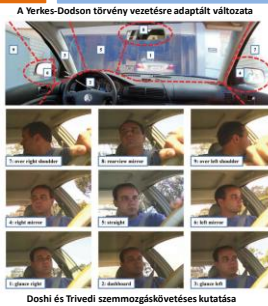 A Yerkes-Dodson törvény vezetésre adaptált változata
7: over right shoulder
8: rearview mirror
9: over left shoulder
4: right mirror
5: straight
6: left mirror
1: glance right
2: dashboard
3: glance left
Doshi és Trivedi szemmozgáskövetéses kutatása